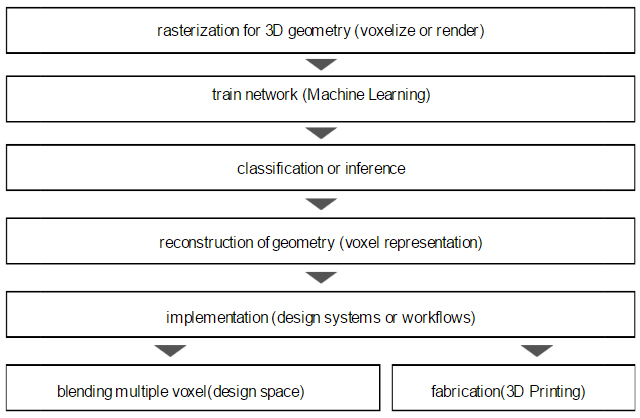 rasterization for 3D geometry (voxelize or render)
train network (Machine Learning)
classification or inference
reconstruction of geometry (voxel representation)
implementation (design systems or workflows)
blending multiple voxel(design space)
fabrication(3D Printing)